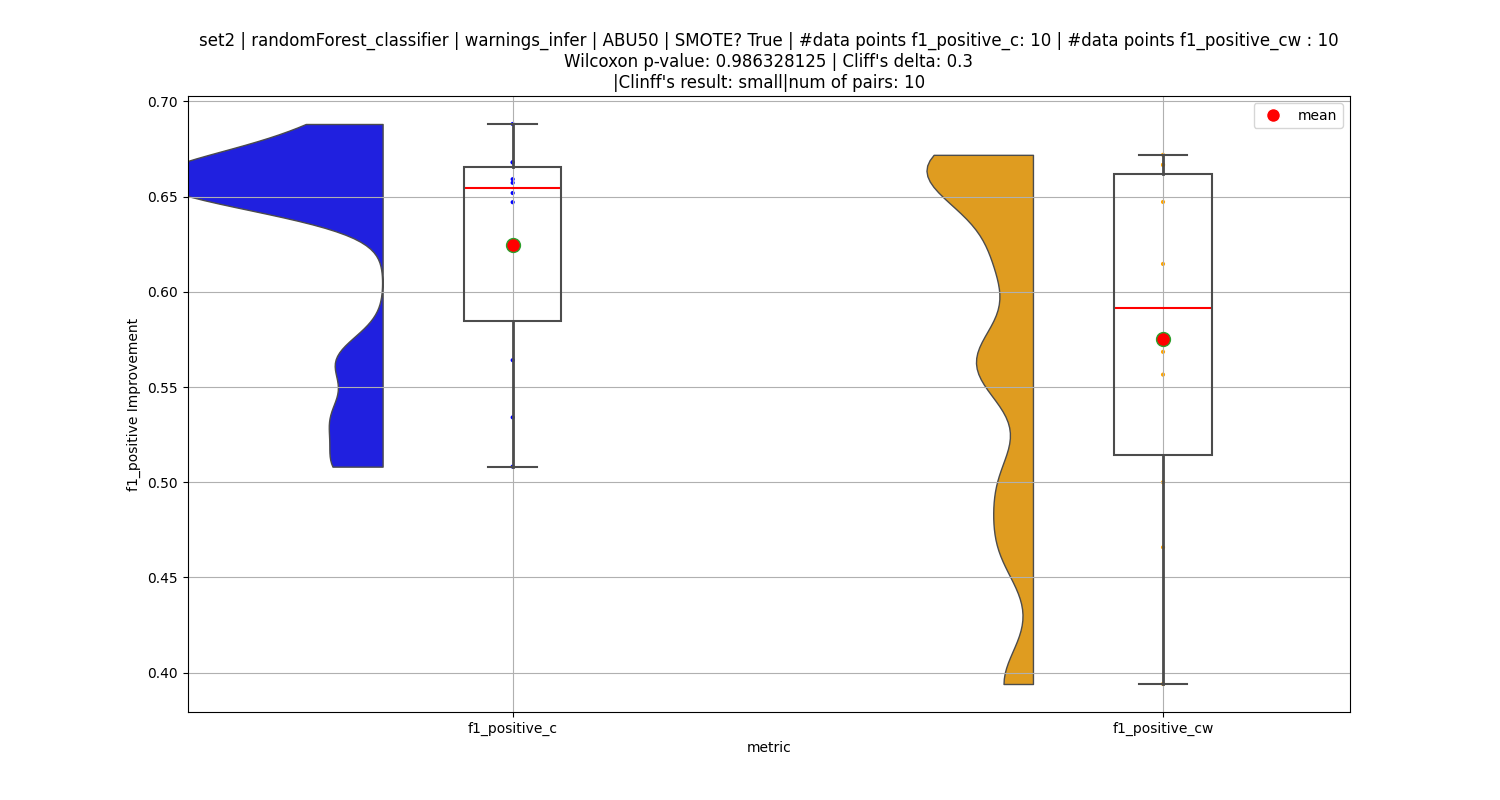 set2 | randomForest_classifier | warnings_infer | ABU50 | SMOTE? True | #data points f1_positive_c: 10 | #data points f1_positive_cw : 10
Wilcoxon p-value: 0.986328125 | Cliff's delta: 0.3
|Clinff's result: small|num of pairs: 10
mean
0.70
0.65
0.60
0.55
0.50
0.45
0.40
f1_positive Improvement
f1_positive_c
f1_positive_cw
metric